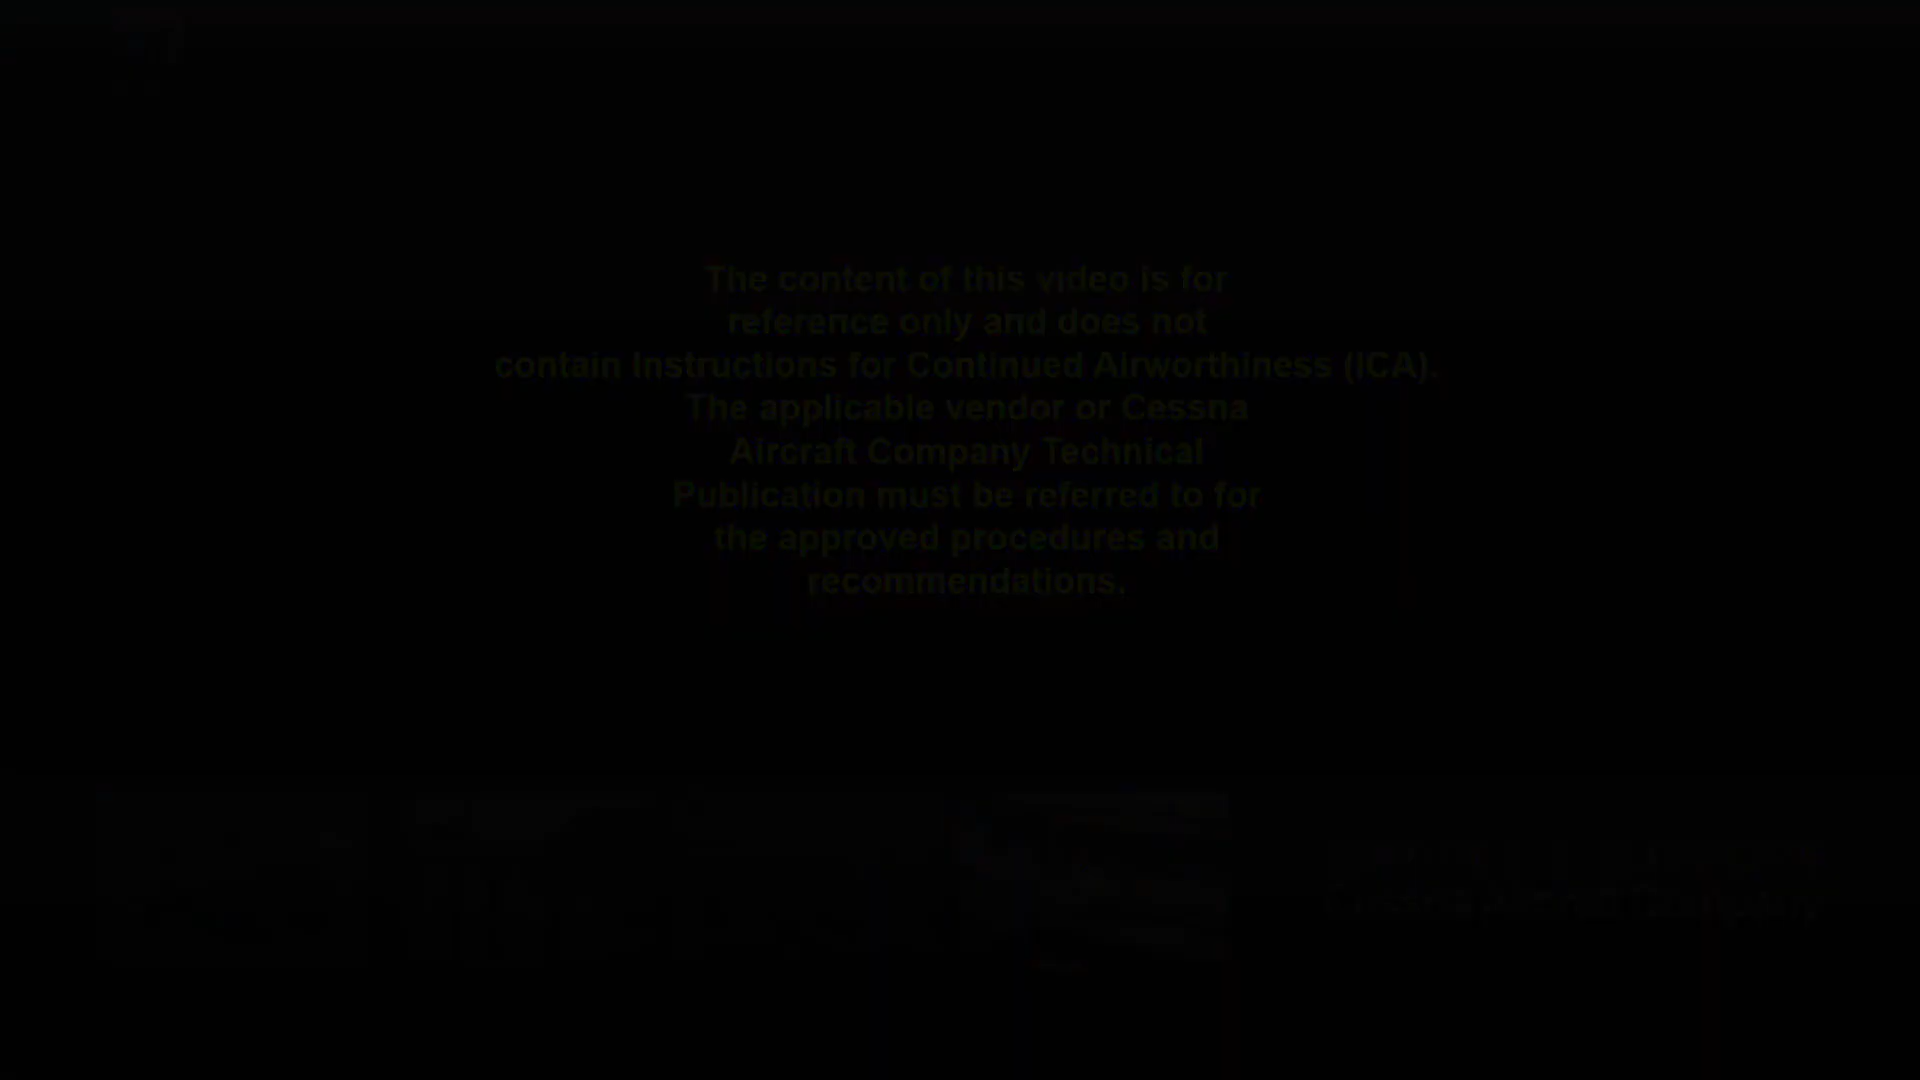 The content of this video is for
reference only and does not
contain Instructions for Continued Airworthiness (ICA).
The applicable vendor or Cessna
Aircraft Company Technical
Publication must be referred to for
the approved procedures and
recommendations.